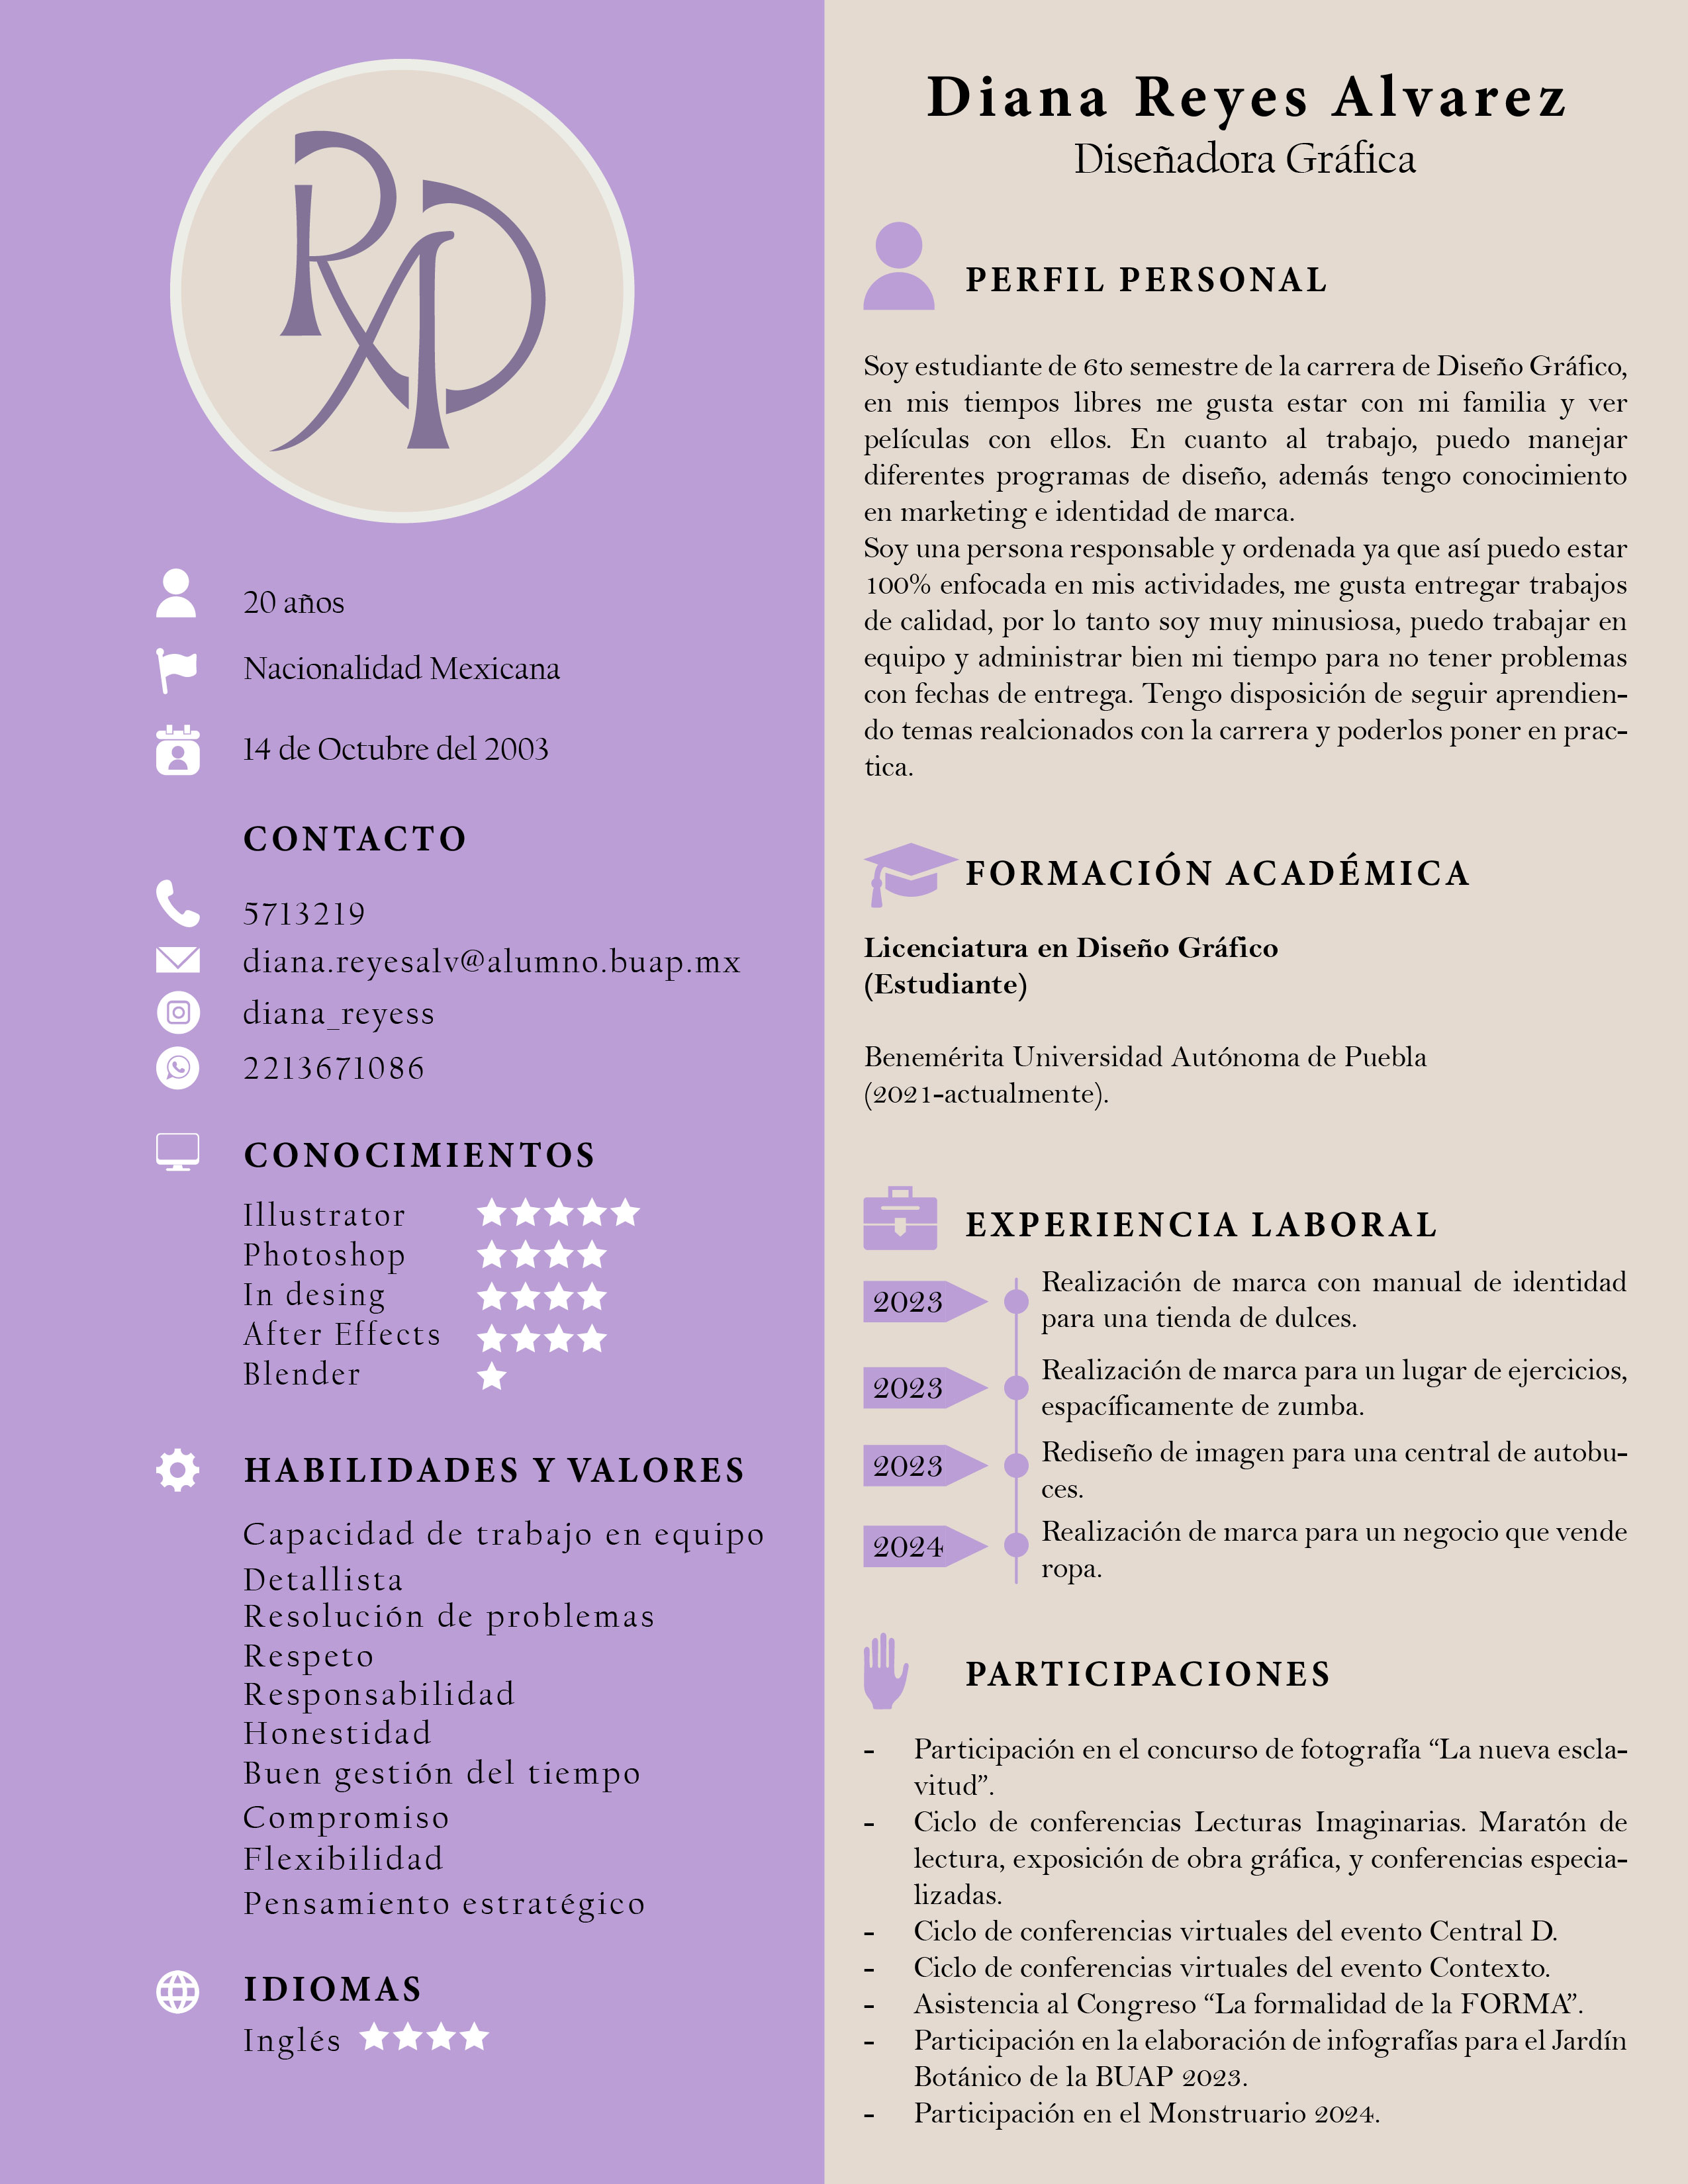 20 años
Nacionalidad Mexicana
14 de Octubre del 2003
CONTACTO
5713219
diana.reyesalv@alumno.buap.mx
diana_reyess
2213671086
CONOCIMIENTOS
Illustrator
Photoshop
In desing
After Effects
Blender
HABILIDADES Y VALORES
Capacidad de trabajo en equipo
Detallista
Resolución de problemas
Respeto
Responsabilidad
Honestidad
Buen gestión del tiempo
Compromiso
Flexibilidad
Pensamiento estratégico
IDIOMAS
Inglés
Diana Reyes Alvarez
Diseñadora Gráfica
PERFIL PERSONAL
Soy estudiante de 6to semestre de la carrera de Diseño Gráfico,
en mis tiempos libres me gusta estar con mi familia y ver
películas con ellos. En cuanto al trabajo, puedo manejar
diferentes programas de diseño, además tengo conocimiento
en marketing e identidad de marca.
Soy una persona responsable y ordenada ya que así puedo estar
100% enfocada en mis actividades, me gusta entregar trabajos
de calidad, por lo tanto soy muy minusiosa, puedo trabajar en
equipo y administrar bien mi tiempo para no tener problemas
con fechas de entrega. Tengo disposición de seguir aprendien-
do temas realcionados con la carrera y poderlos poner en prac-
tica.
FORMACIÓN ACADÉMICA
Licenciatura en Diseño Gráfico
(Estudiante)
Benemérita Universidad Autónoma de Puebla
(2021-actualmente).
EXPERIENCIA LABORAL
2023 Realización de marca con manual de identidad
para una tienda de dulces.
2023 Realización de marca para un lugar de ejercicios,
espacíficamente de zumba.
2023 Rediseño de imagen para una central de autobu-
ces.
2024 Realización de marca para un negocio que vende
ropa.
PARTICIPACIONES
- Participación en el concurso de fotografía “La nueva escla-
vitud”.
- Ciclo de conferencias Lecturas Imaginarias. Maratón de
lectura, exposición de obra gráfica, y conferencias especia-
lizadas.
- Ciclo de conferencias virtuales del evento Central D.
- Ciclo de conferencias virtuales del evento Contexto.
- Asistencia al Congreso “La formalidad de la FORMA”.
- Participación en la elaboración de infografías para el Jardín
Botánico de la BUAP 2023.
- Participación en el Monstruario 2024.